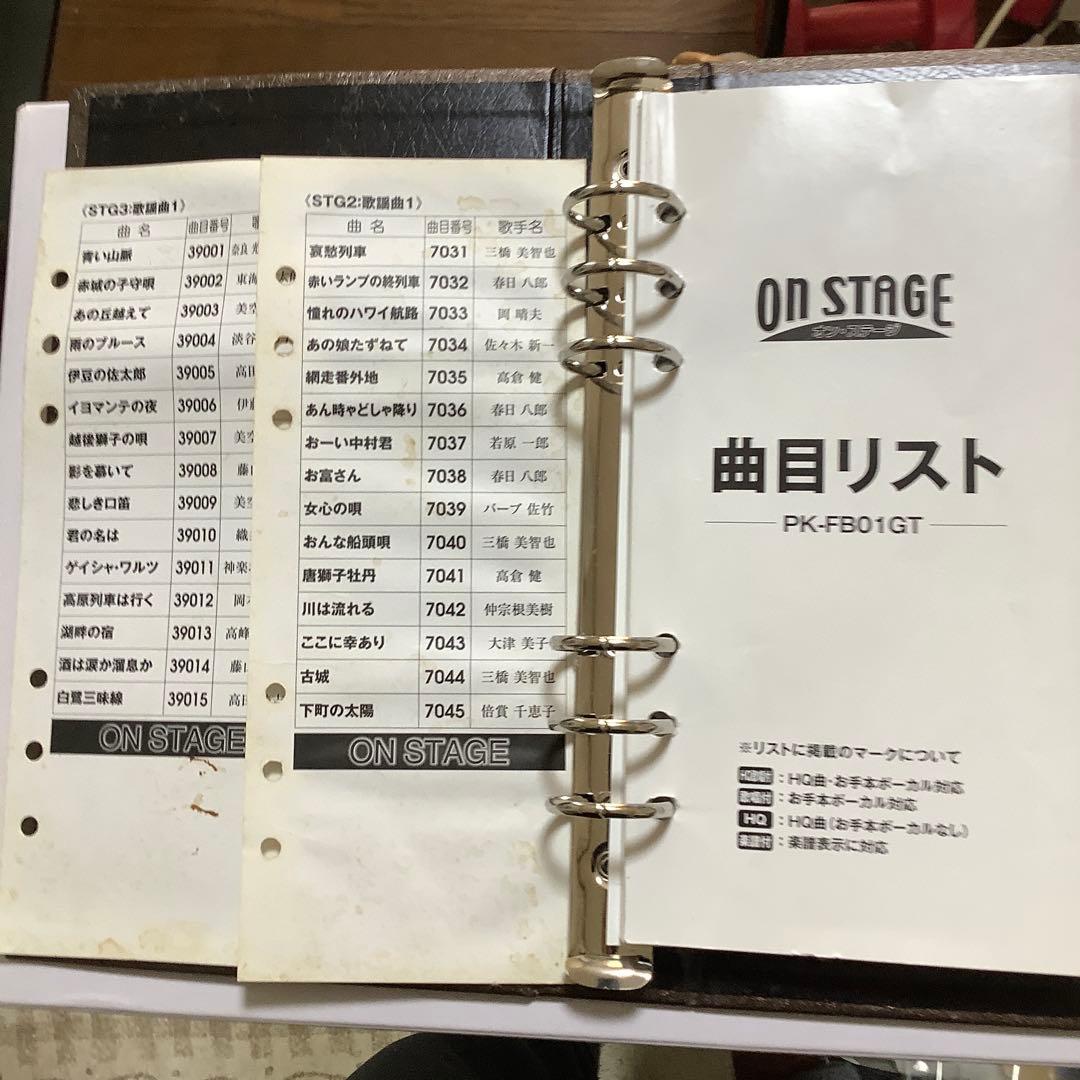 〈STG3:歌謡曲1〉
曲 名 曲目番号
青い山脈 39001 奈良 光
赤城の子守唄 39002 東海
あの丘越えて 39003 美空
雨のブルース 39004 淡谷
伊豆の佐太郎 39005 高田
イヨマンテの夜 39006 伊藤
越後獅子の唄 39007 美空
影を慕いて 39008 藤山
悲しき口笛 39009 美空
君の名は 39010 織
ゲイシャ・ワルツ 39011 神楽
高原列車は行く 39012 岡
湖畔の宿 39013 高峰
酒は涙か溜息か 39014 藤山
白鷺三味線 39015 高田
ON STAGE
〈STG2:歌謡曲1〉
曲 名 曲目番号 歌手名
哀愁列車 7031 三橋 美智也
赤いランプの終列車 7032 春日 八郎
憧れのハワイ航路 7033 岡 晴夫
あの娘たずねて 7034 佐々木 新一
網走番外地 7035 高倉 健
あん時ゃどしゃ降り 7036 春日 八郎
おーい中村君 7037 若原 一郎
お富さん 7038 春日 八郎
女心の唄 7039 バーブ 佐竹
おんな船頭唄 7040 三橋 美智也
唐獅子牡丹 7041 高倉 健
川は流れる 7042 仲宗根美樹
ここに幸あり 7043 大津 美子
古城 7044 三橋 美智也
下町の太陽 7045 倍賞 千恵子
ON STAGE
ON STAGE
オン・ステージ
曲目リスト
PK-FB01GT
※リストに掲載のマークについて
:HQ曲・お手本ボーカル対応
歌唱付:お手本ボーカル対応
HQ:HQ曲(お手本ボーカルなし)
楽譜付:楽譜表示に対応